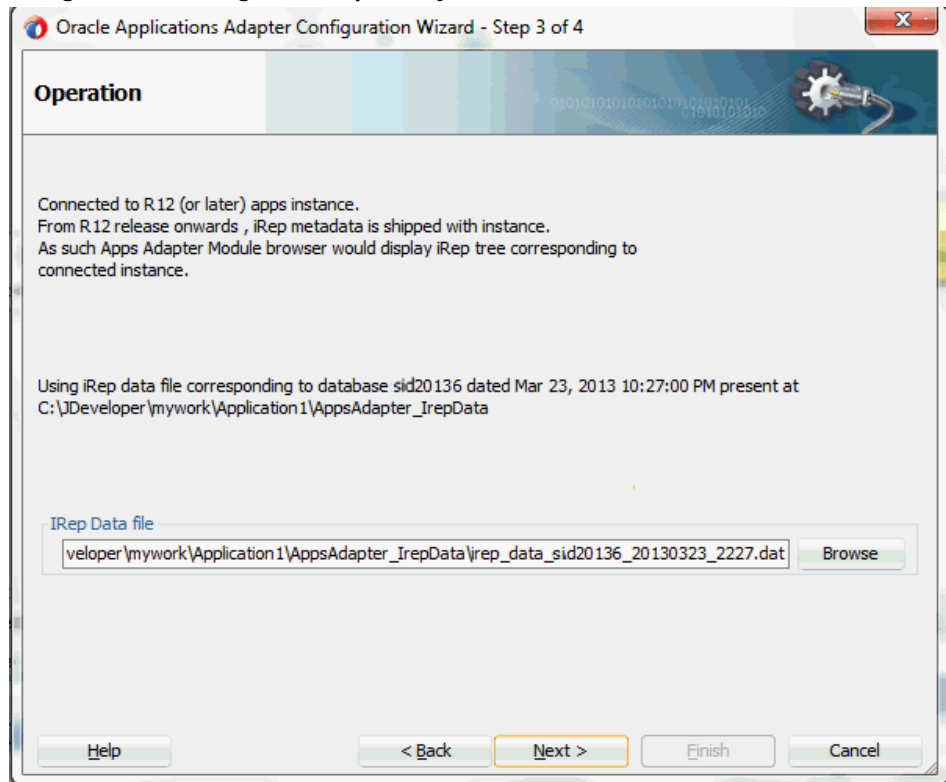 Oracle Applications Adapter Configuration Wizard - Step 3 of 4
Operation
Connected to R12 (or later) apps instance.
From R12 release onwards , iRep metadata is shipped with instance.
As such Apps Adapter Module browser would display iRep tree corresponding to
connected instance.
Using iRep data file corresponding to database sid20136 dated Mar 23, 2013 10:27:00 PM present at
C:\JDeveloper\mywork\Application1\AppsAdapter_IrepData
IRep Data file
veloper\mywork\Application1\AppsAdapter_IrepData\irep_data_sid20136_20130323_2227.dat Browse
Help < Back Next > Finish Cancel